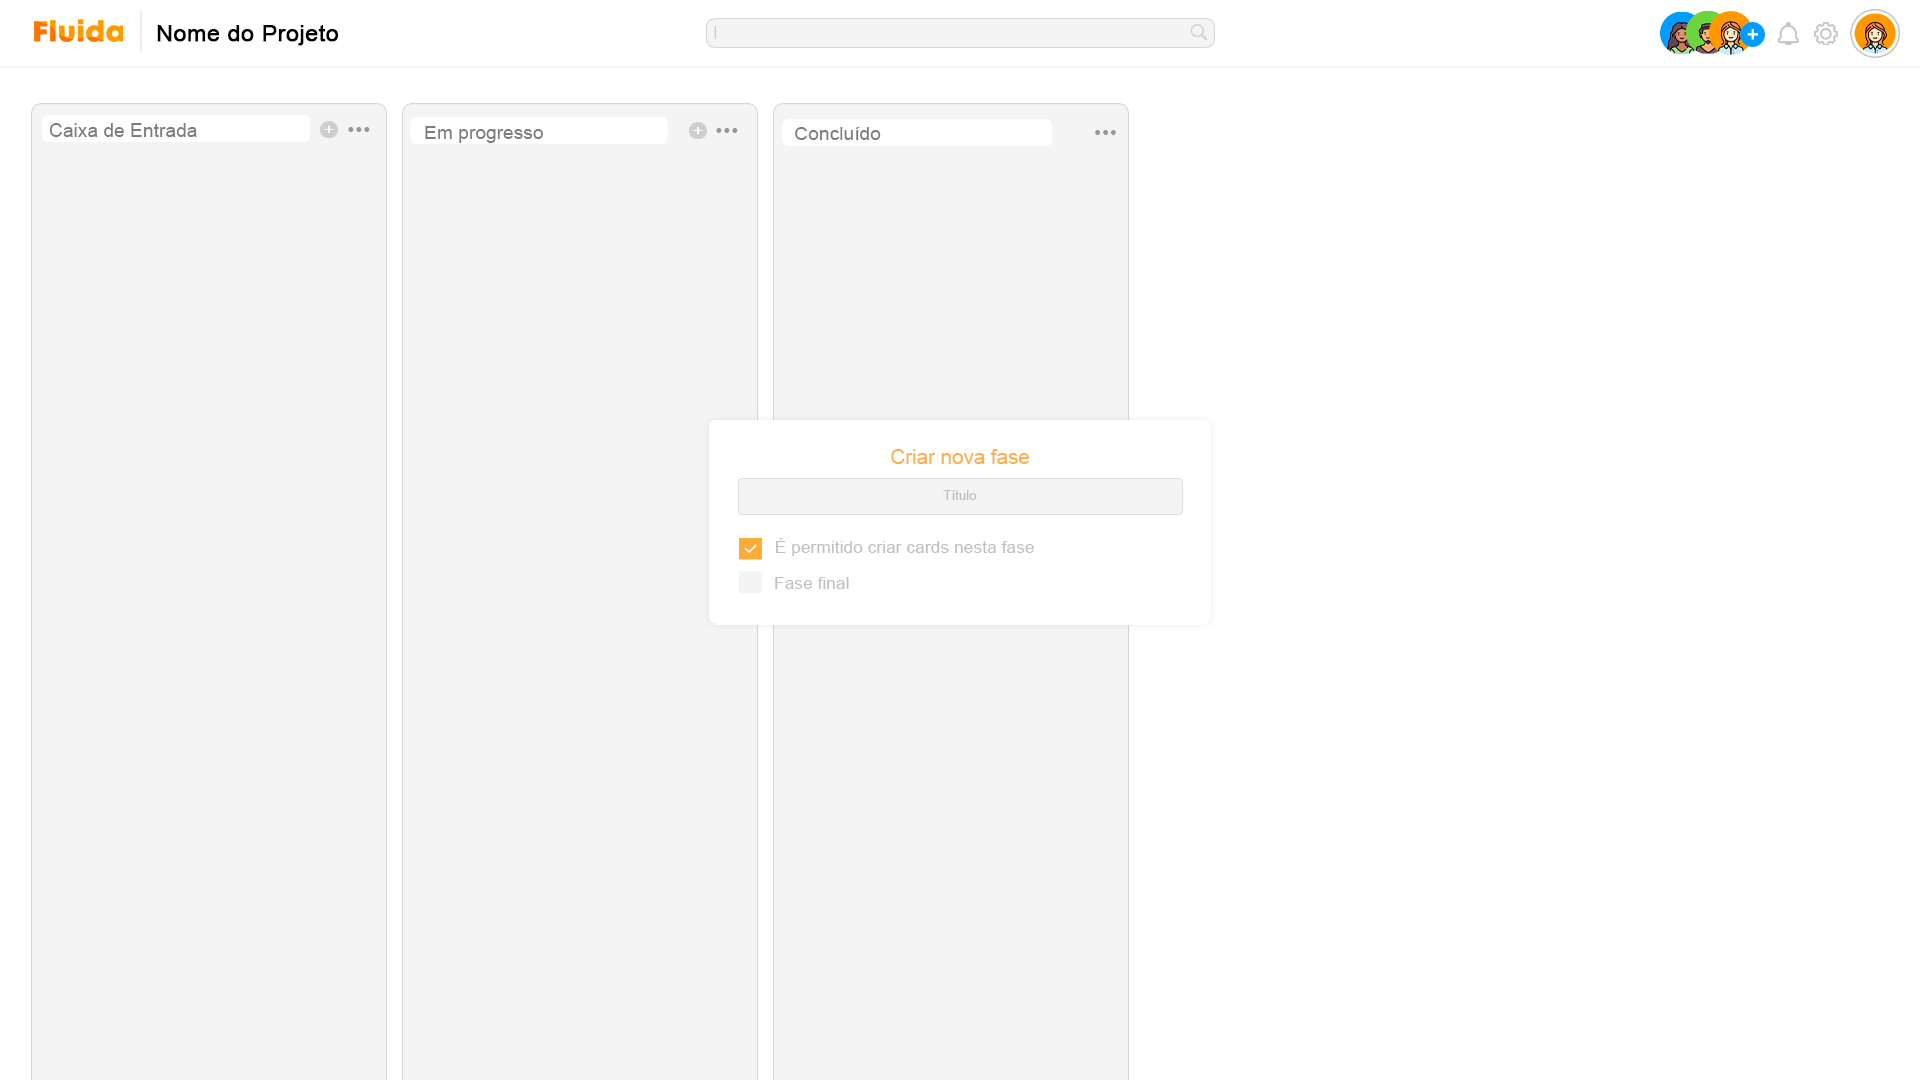 Fluida
Nome do Projeto
Caixa de Entrada
Em progresso
Concluído
Criar nova fase
Título
É permitido criar cards nesta fase
Fase final